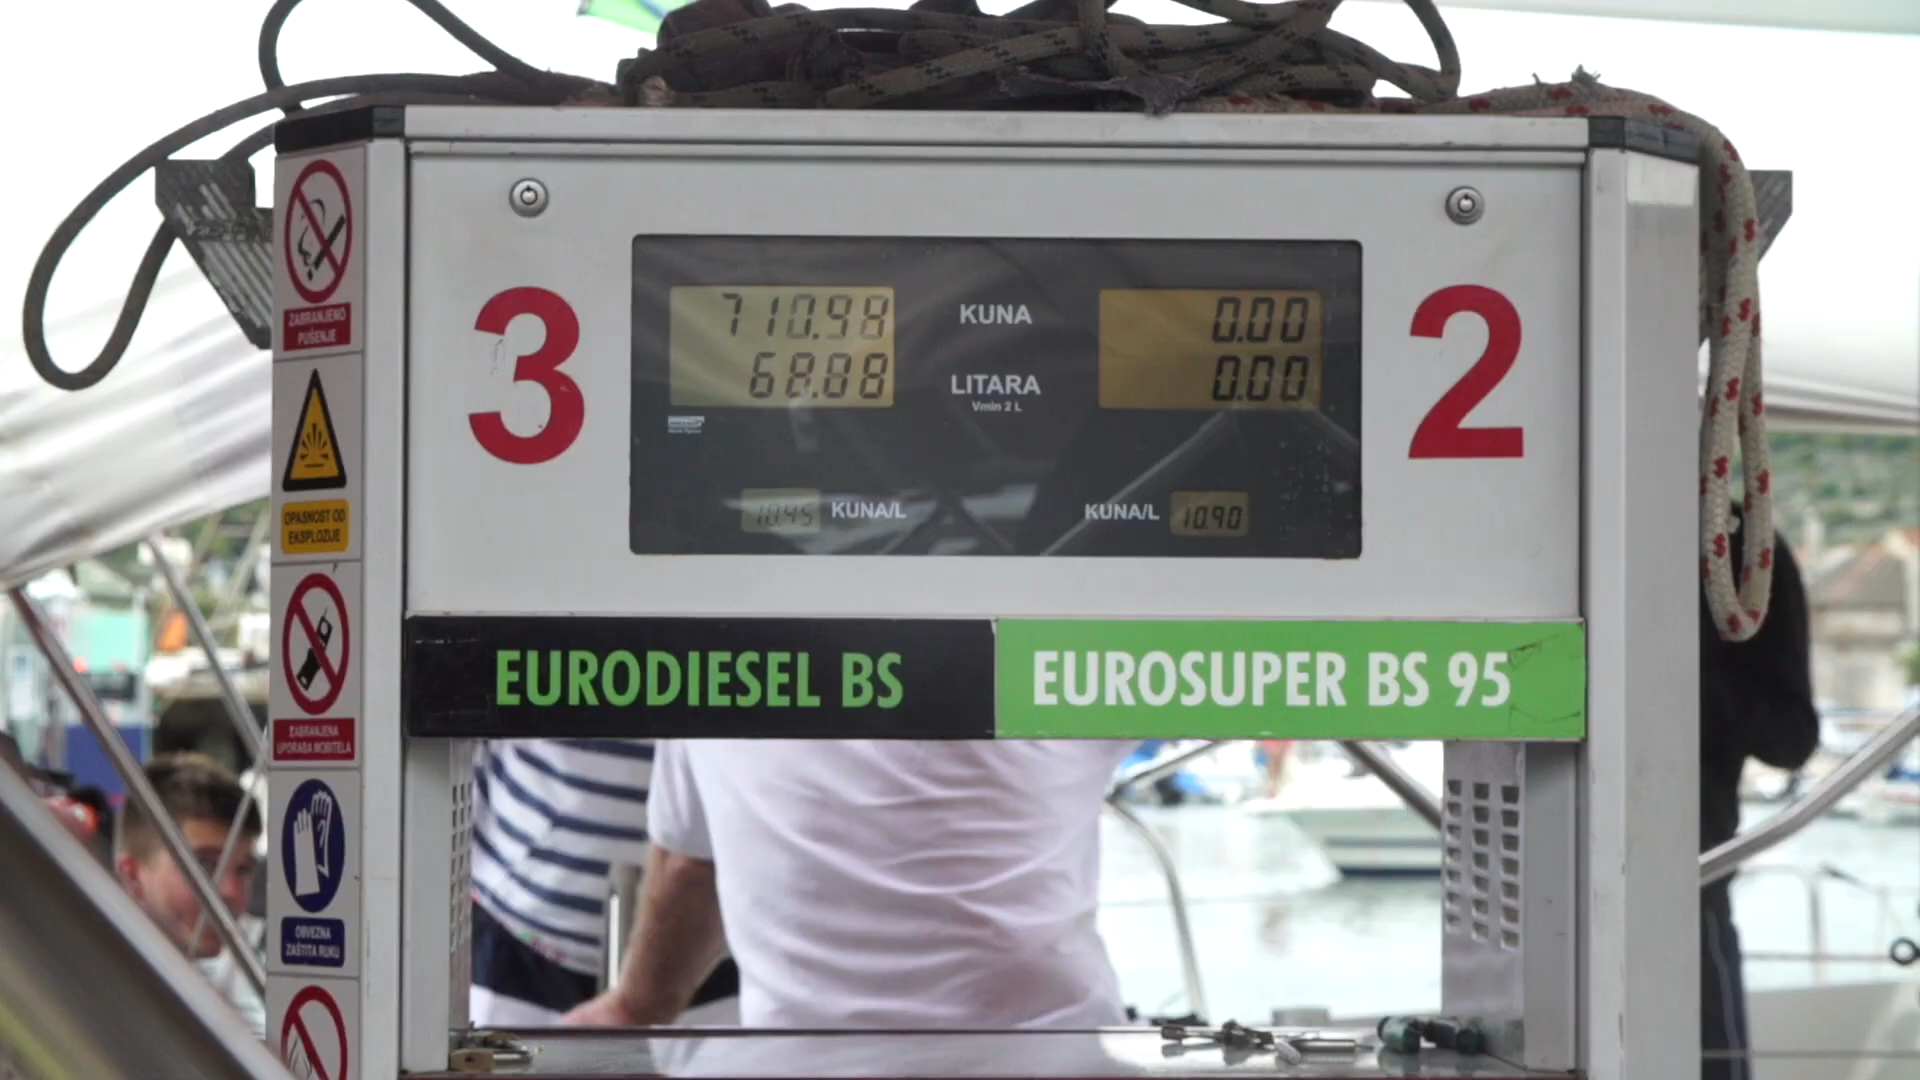 ZABRANJENO
PUŠENJE
OPASNOST OD
EKSPLOZIJE
ZABRANJENA
UPORABA MOBITELA
OBVEZNA
ZAŠTITA RUKU
3
710.98
KUNA
0.00
68.08
LITARA
0.00
Vmin 2 L
10.45
KUNA/L
KUNA/L
10.90
2
EURODIESEL BS
EUROSUPER BS 95